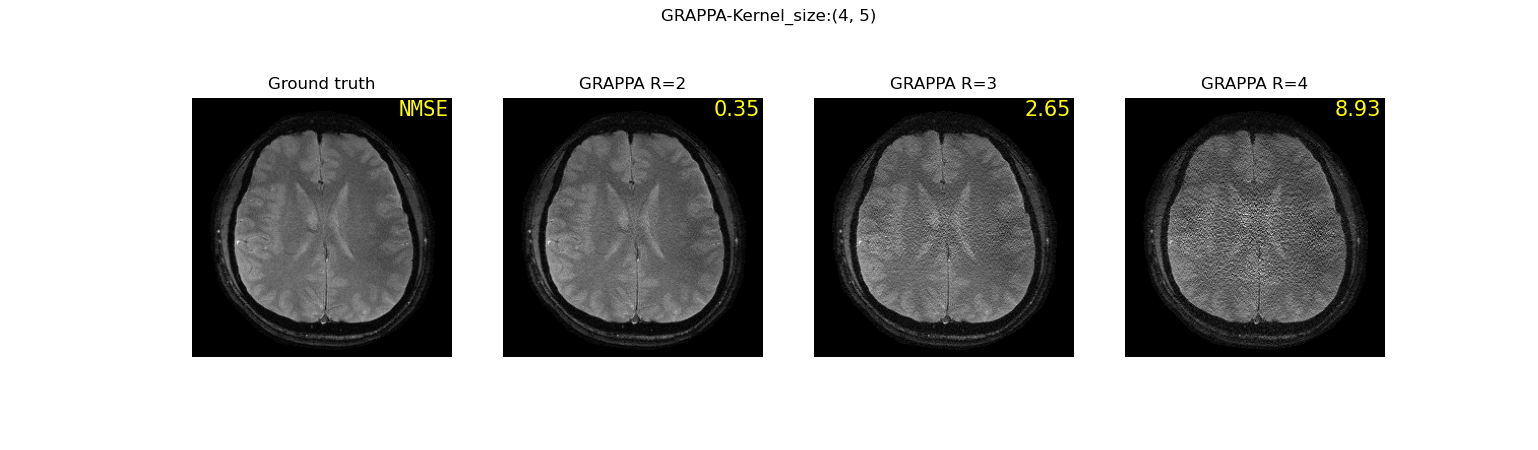 GRAPPA-Kernel_size:(4, 5)
Ground truth
GRAPPA R=2
GRAPPA R=3
GRAPPA R=4
NMSE
0.35
2.65
8.93